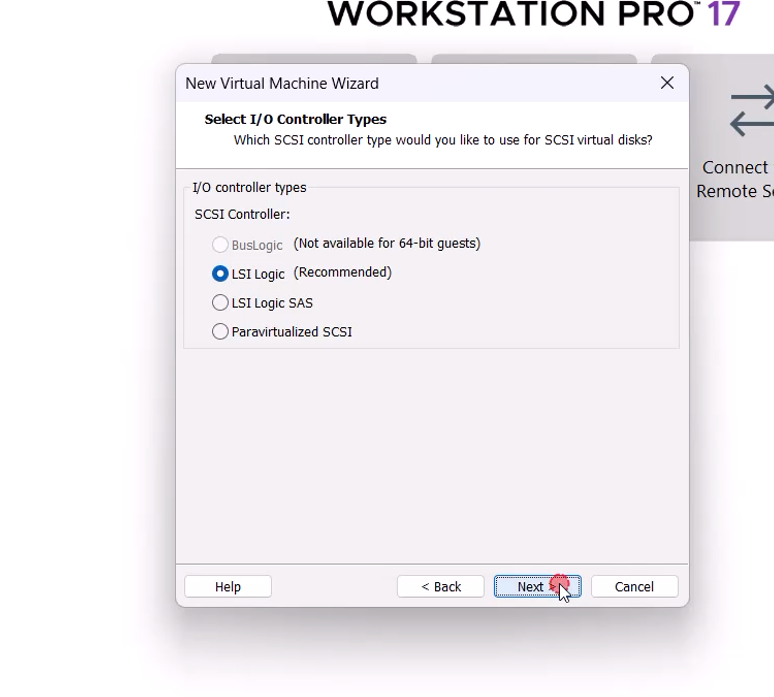 WORKSTATION PRO™ 17
New Virtual Machine Wizard
Select I/O Controller Types
Which SCSI controller type would you like to use for SCSI virtual disks?
Connect
Remote Se
I/O controller types
SCSI Controller:
BusLogic (Not available for 64-bit guests)
LSI Logic (Recommended)
LSI Logic SAS
Paravirtualized SCSI
Help
< Back
Next >
Cancel